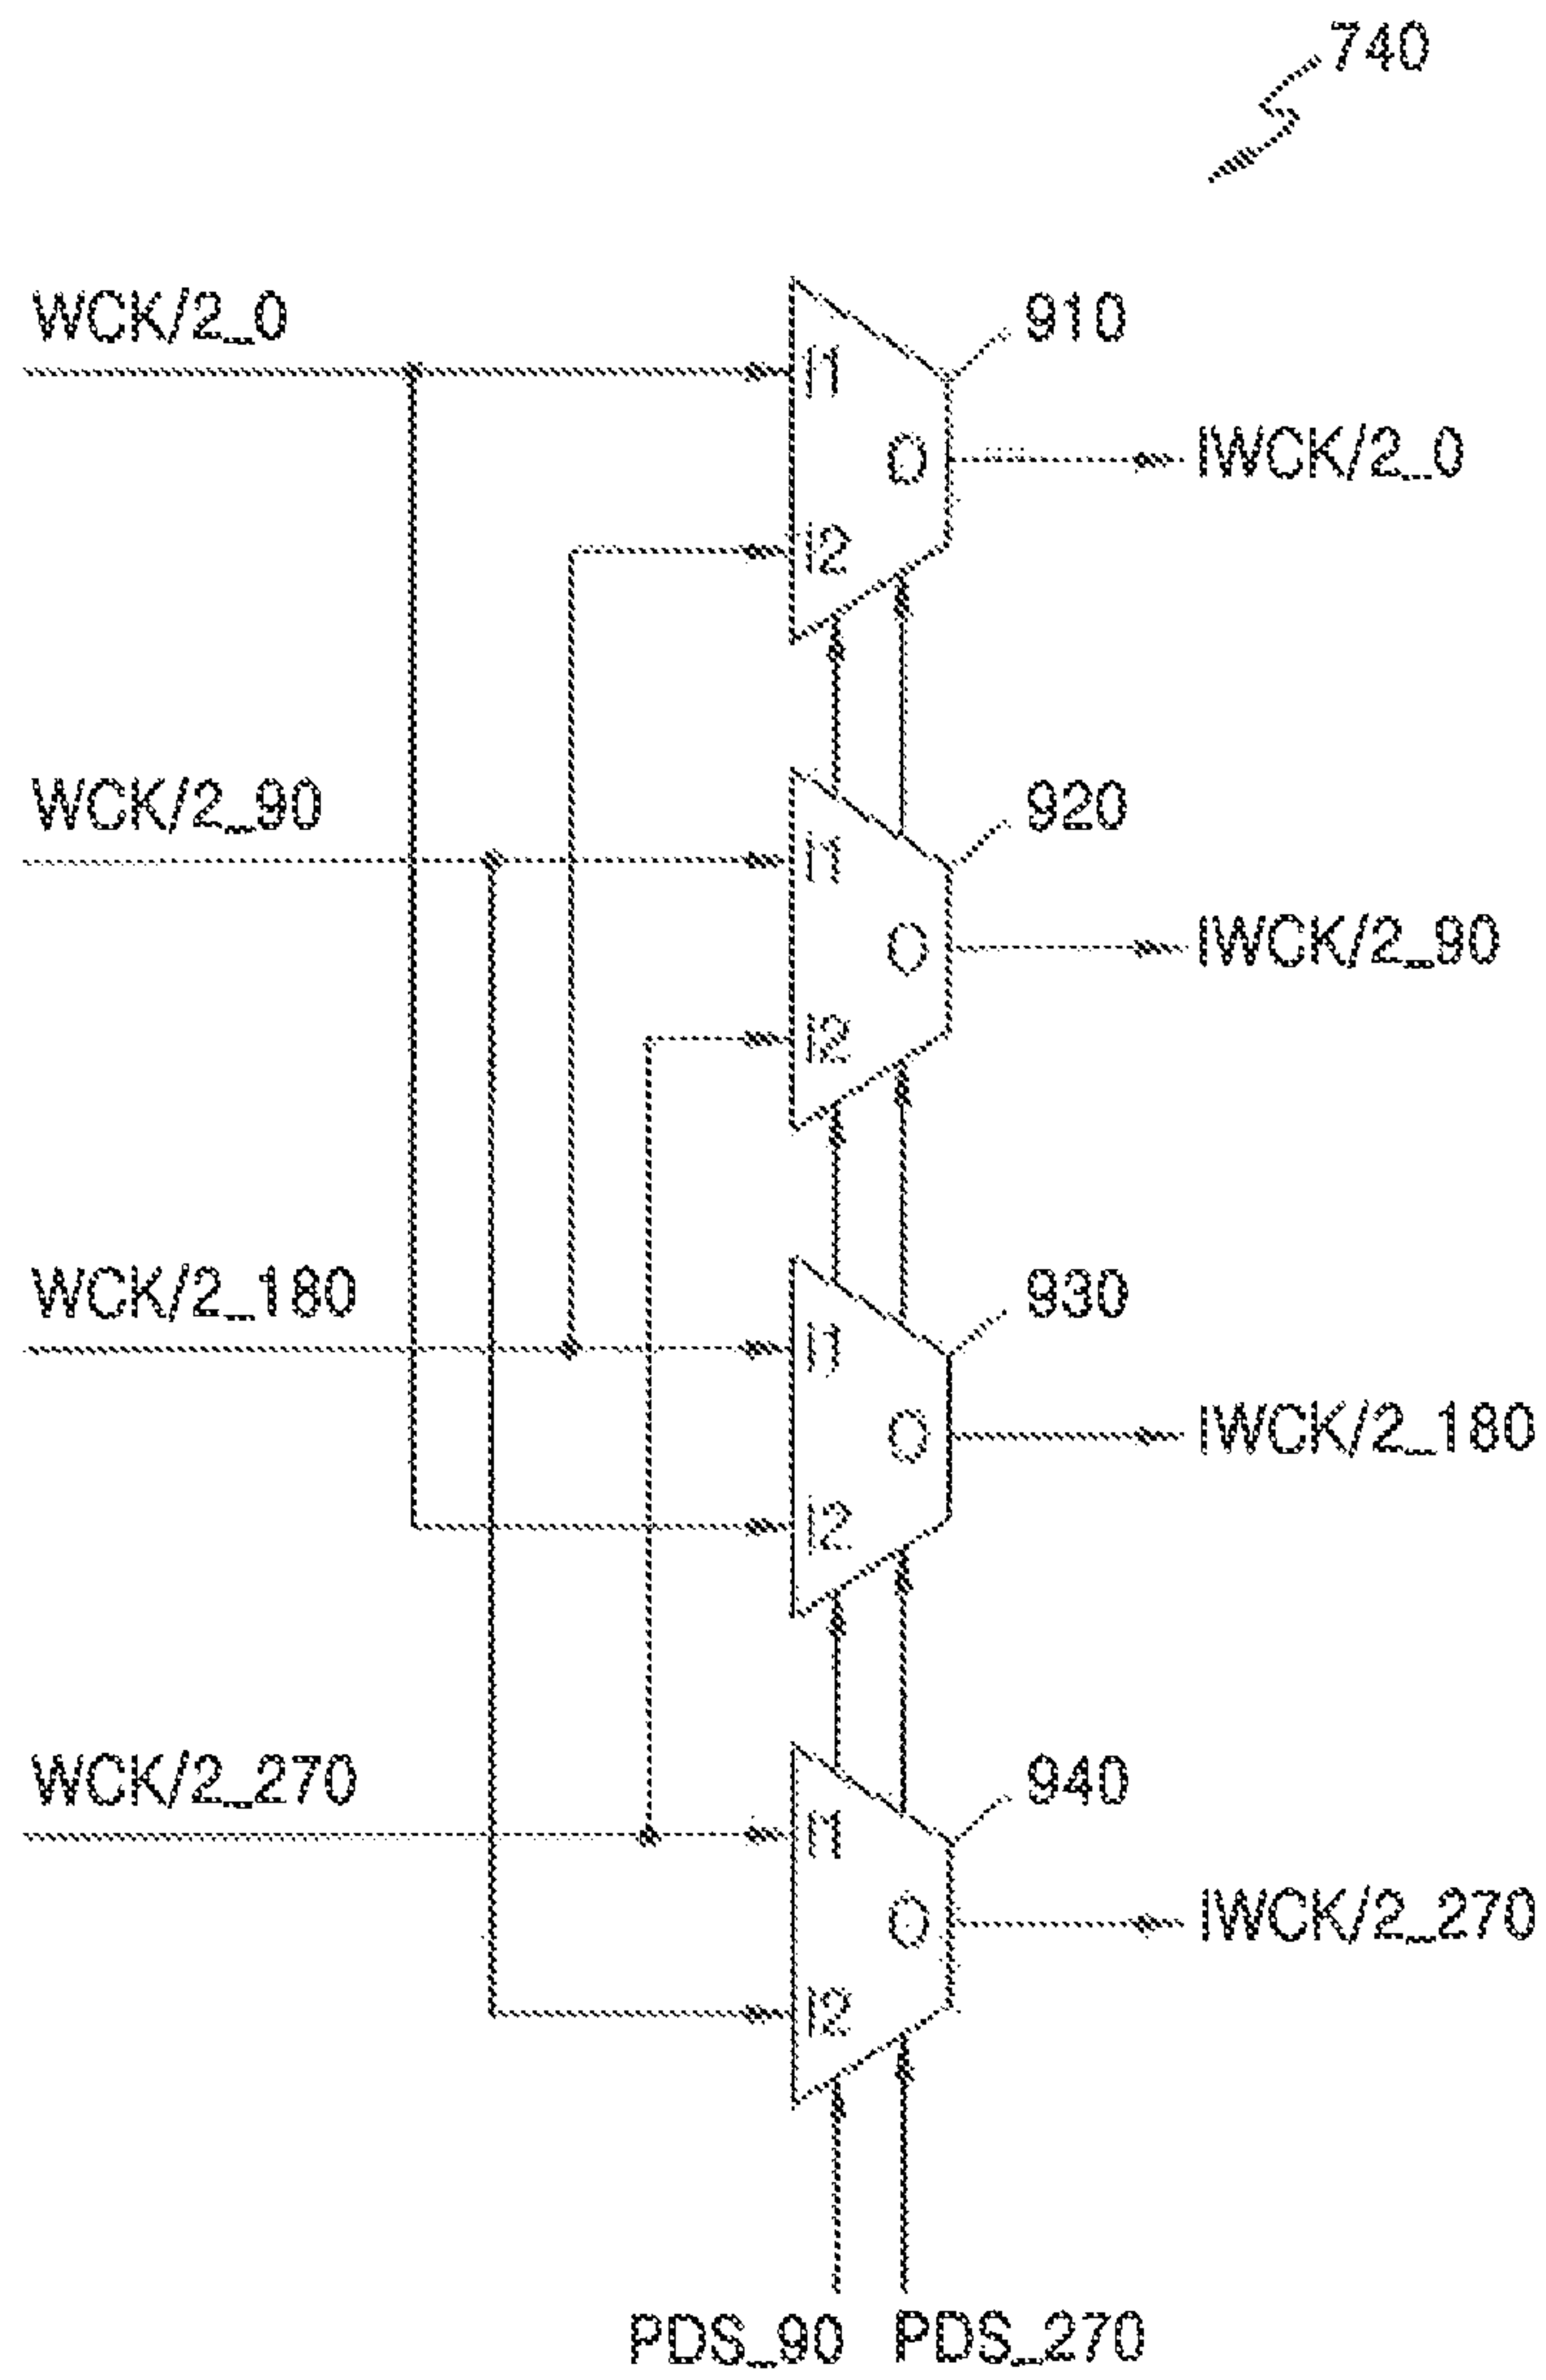 740
WCK/2_0
910
I1
O
IWCK/2_0
I2
WCK/2_90
920
I1
O
IWCK/2_90
I2
WCK/2_180
930
I1
O
IWCK/2_180
I2
WCK/2_270
940
I1
O
IWCK/2_270
I2
PDS_90 PDS_270